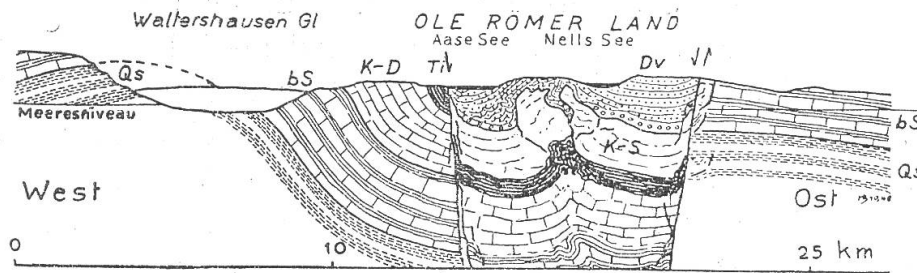 Waltershausen Gl
OLE RÖMER LAND
Aase See Nells See
Qs bS K-D Ti Dv
Meeresniveau
K-S
bS
Qs
West
Ost
0 10 25 km